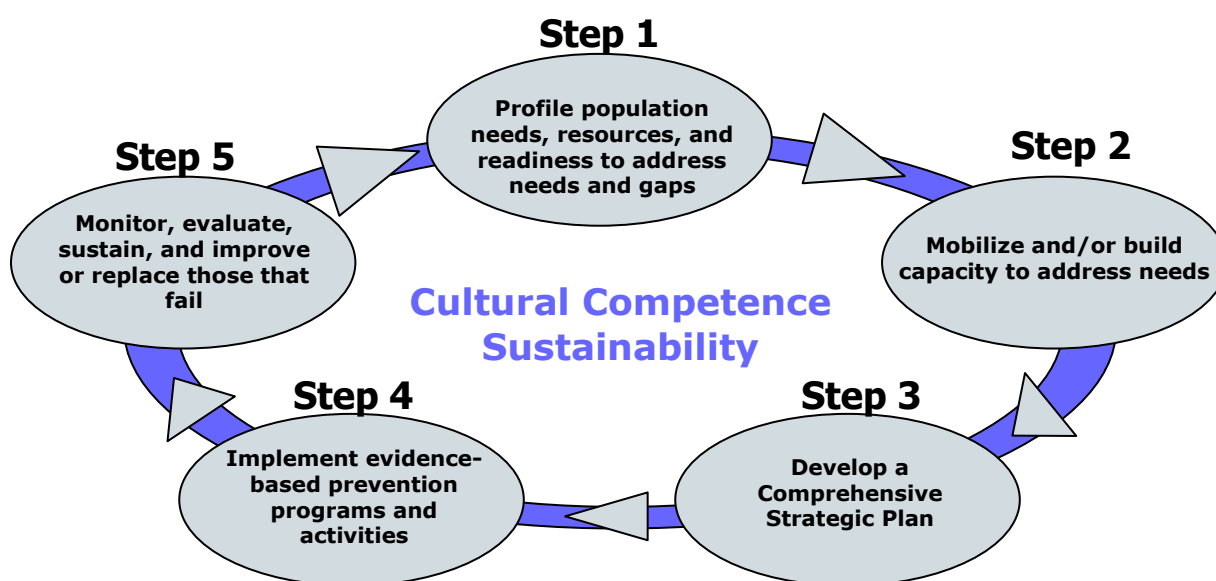 Step 1
Profile population
needs, resources, and
readiness to address
needs and gaps
Step 2
Mobilize and/or build
capacity to address needs
Step 3
Develop a
Comprehensive
Strategic Plan
Step 4
Implement evidence-
based prevention
programs and
activities
Step 5
Monitor, evaluate,
sustain, and improve
or replace those that
fail
Cultural Competence
Sustainability